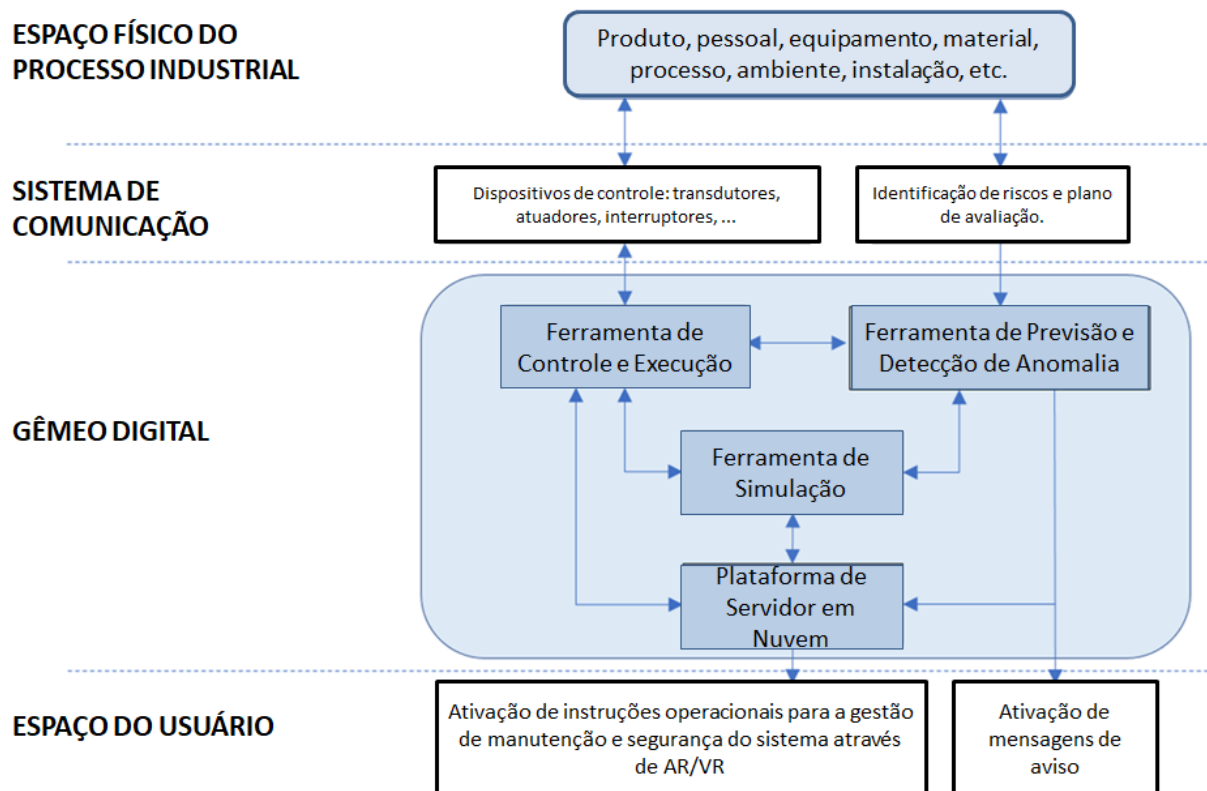 ESPAÇO FÍSICO DO
PROCESSO INDUSTRIAL
Produto, pessoal, equipamento, material,
processo, ambiente, instalação, etc.
SISTEMA DE
COMUNICAÇÃO
Dispositivos de controle: transdutores,
atuadores, interruptores, ...
Identificação de riscos e plano
de avaliação.
GÊMEO DIGITAL
Ferramenta de
Controle e Execução
Ferramenta de Previsão e
Detecção de Anomalia
Ferramenta de
Simulação
Plataforma de
Servidor em
Nuvem
ESPAÇO DO USUÁRIO
Ativação de instruções operacionais para a gestão
de manutenção e segurança do sistema através
de AR/VR
Ativação de
mensagens de
aviso